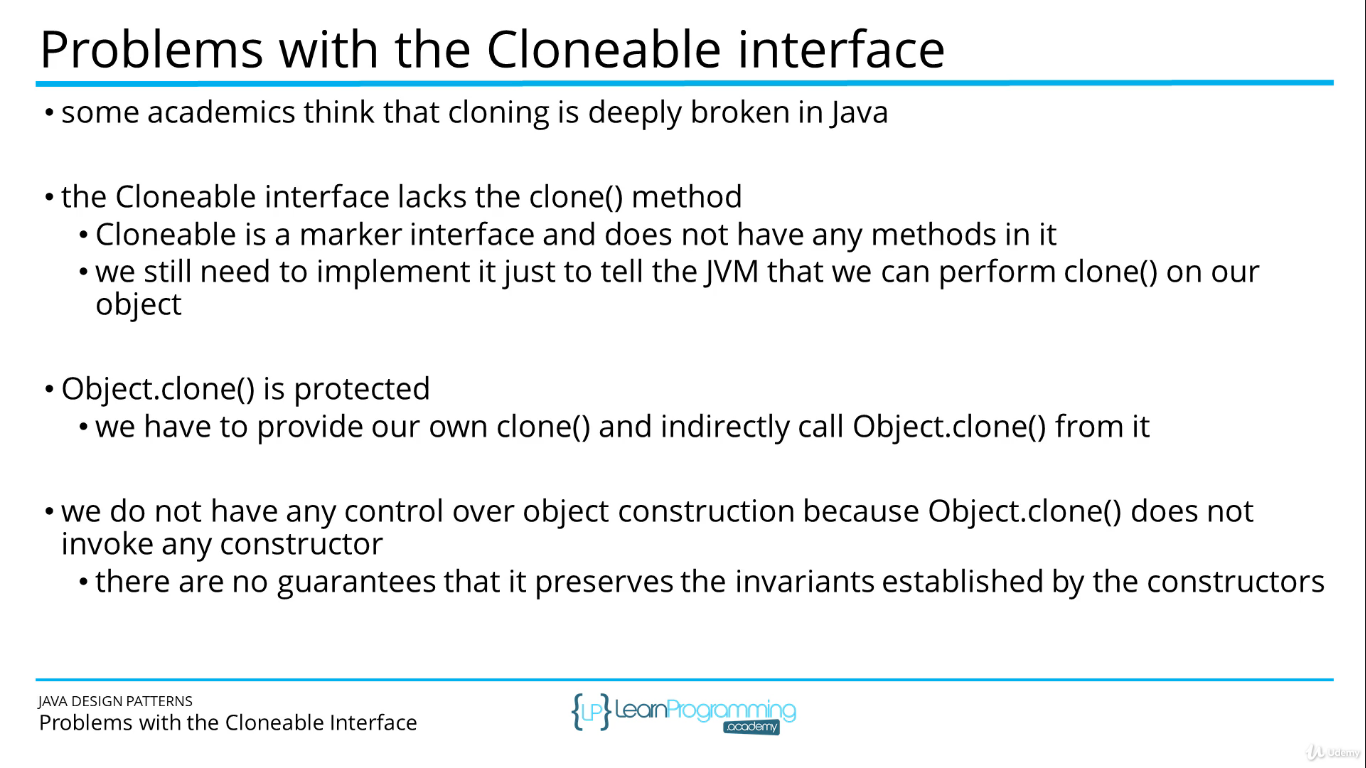 Problems with the Cloneable interface
• some academics think that cloning is deeply broken in Java
• the Cloneable interface lacks the clone() method
• Cloneable is a marker interface and does not have any methods in it
• we still need to implement it just to tell the JVM that we can perform clone() on our
object
• Object.clone() is protected
• we have to provide our own clone() and indirectly call Object.clone() from it
• we do not have any control over object construction because Object.clone() does not
invoke any constructor
• there are no guarantees that it preserves the invariants established by the constructors
JAVA DESIGN PATTERNS
Problems with the Cloneable Interface
{LP} LearnProgramming
.academy
Udemy